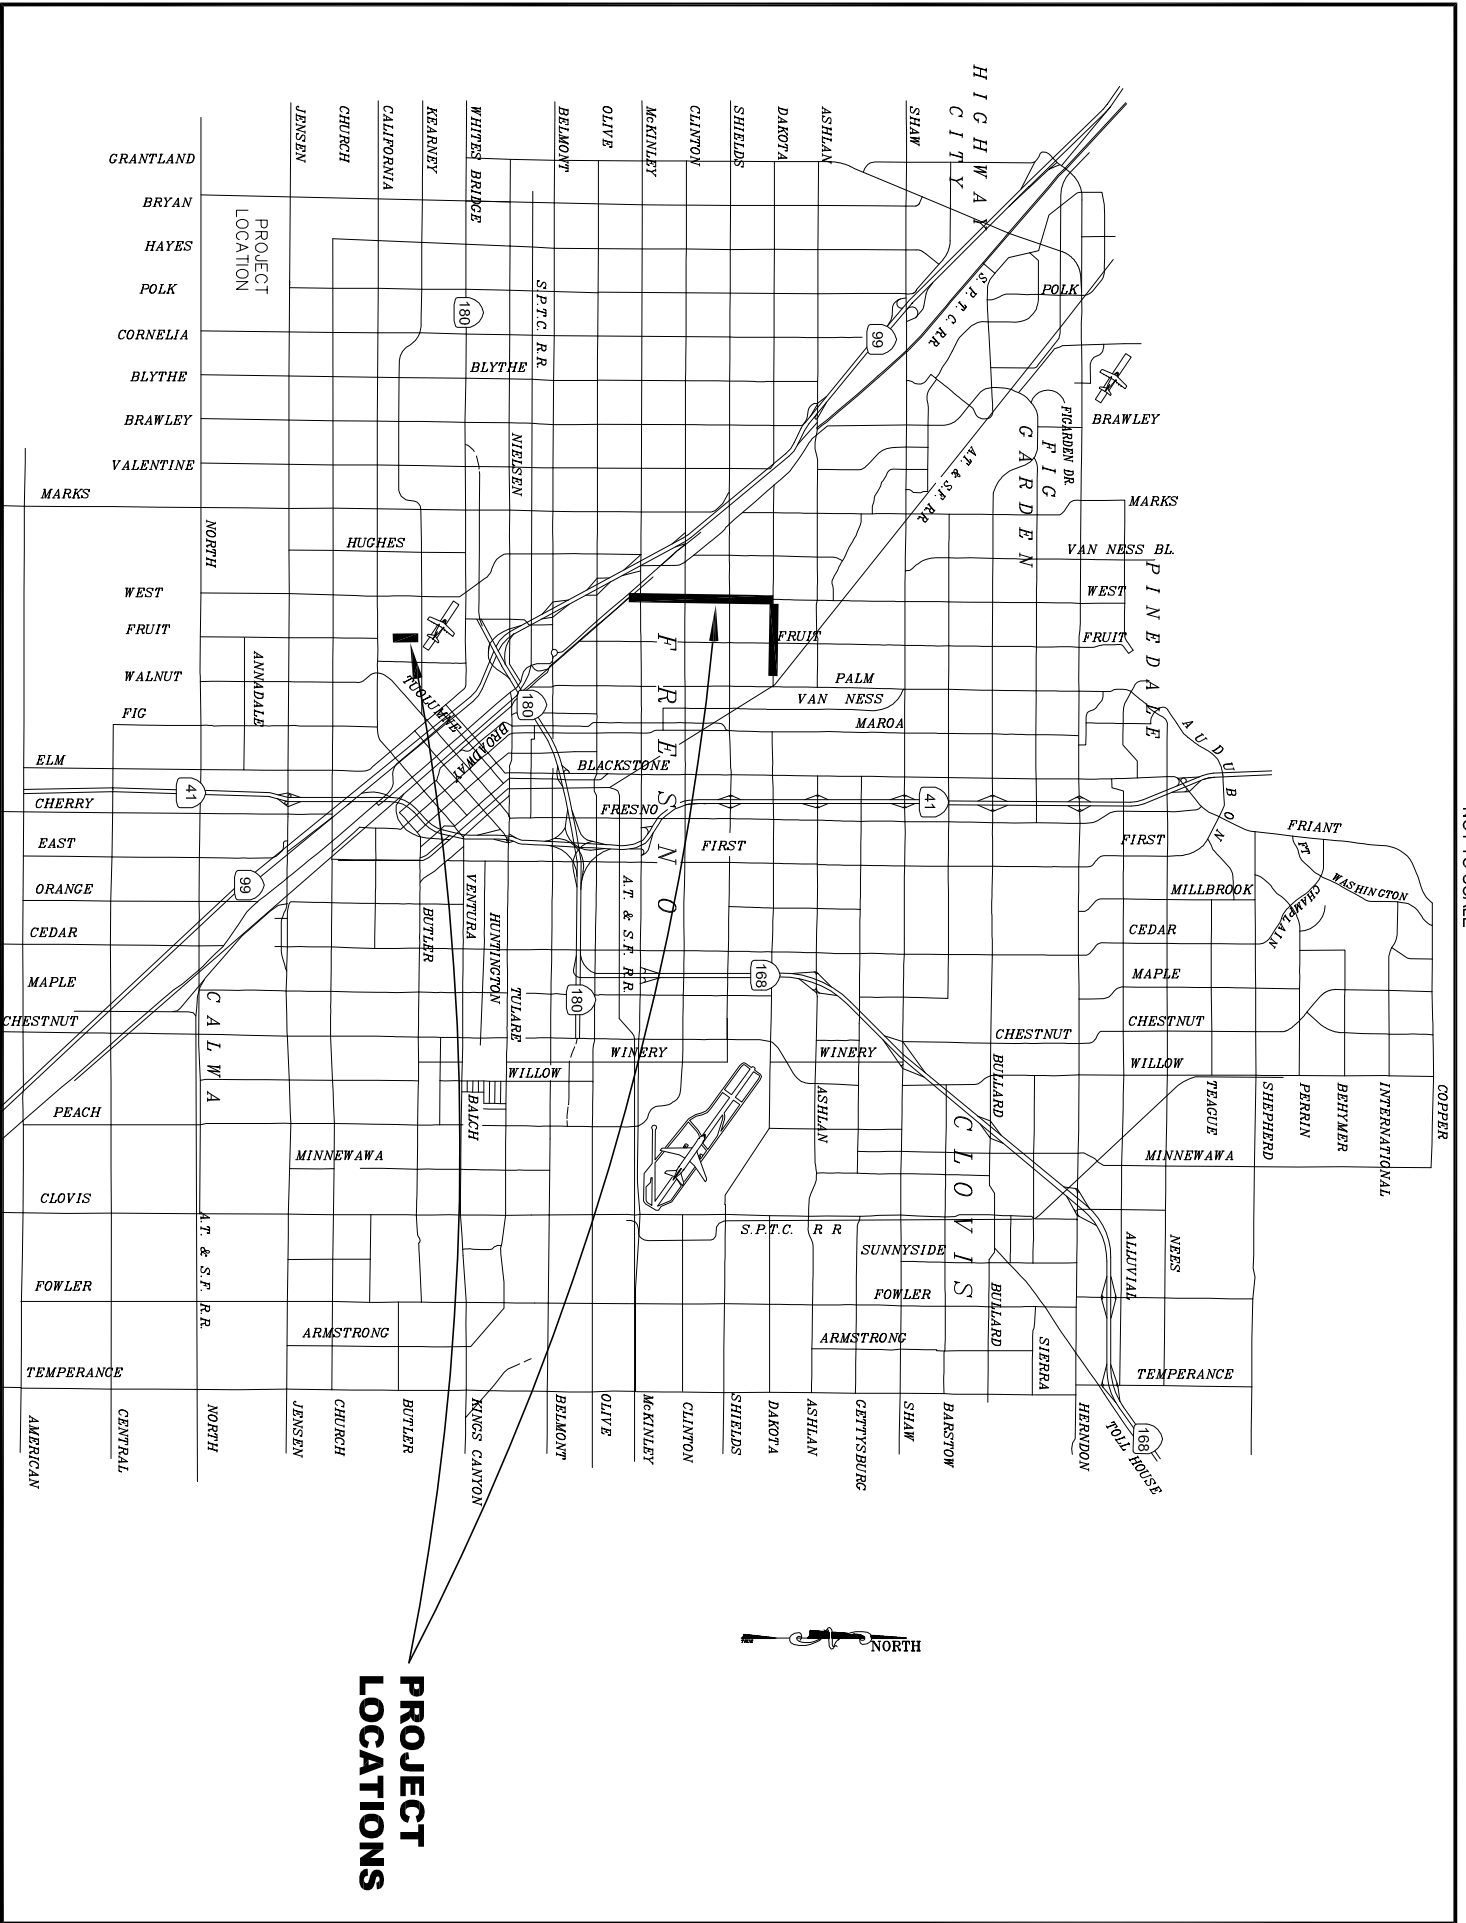 NOT TO SCALE
HIGHWAY
CITY
JENSEN
CHURCH
CALIFORNIA
KEARNEY
WHITES BRIDGE
BELMONT
OLIVE
McKINLEY
CLINTON
SHIELDS
DAKOTA
ASHLAN
SHAW
GRANTLAND
BRYAN
HAYES
POLK
CORNELIA
BLYTHE
BRAWLEY
VALENTINE
MARKS
PROJECT
LOCATION
180
S.P.T.C. R.R.
BLYTHE
NIELSEN
99
S. P. T. C. R.R.
POLK
BRAWLEY
FIGARDEN DR.
FIG
GARDEN
A.T. & S.F. R.R.
MARKS
VAN NESS BL.
PINEDALE
NORTH
HUGHES
WEST
WEST
FRUIT
FRUIT
FRUIT
WALNUT
ANNADALE
FIG
TUOLUMNE
BROADWAY
180
PALM
VAN NESS
MAROA
FRESNO
ELM
BLACKSTONE
41
CHERRY
FRESNO
41
AUDUBON
EAST
FIRST
FIRST
FRIANT
FT
WASHINGTON
ORANGE
99
MILLBROOK
CHAMPLAIN
VENTURA
HUNTINGTON
BUTLER
A.T. & S.F. R.R.
CEDAR
CEDAR
MAPLE
168
MAPLE
CALWA
TULARE
180
CHESTNUT
CHESTNUT
CHESTNUT
WINERY
WINERY
WILLOW
WILLOW
BULLARD
BALCH
PEACH
ASHLAN
CLOVIS
TEAGUE
SHEPHERD
PERRIN
BEHYMER
INTERNATIONAL
COPPER
MINNEWAWA
MINNEWAWA
CLOVIS
A.T. & S.F. R.R.
S.P.T.C. R R
SUNNYSIDE
ALLUVIAL
NEES
FOWLER
FOWLER
BULLARD
ARMSTRONG
ARMSTRONG
SIERRA
TEMPERANCE
TEMPERANCE
AMERICAN
CENTRAL
NORTH
JENSEN
CHURCH
BUTLER
KINGS CANYON
BELMONT
OLIVE
McKINLEY
CLINTON
SHIELDS
DAKOTA
ASHLAN
GETTYSBURG
SHAW
BARSTOW
HERNDON
TOLL HOUSE
168
NORTH
PROJECT
LOCATIONS